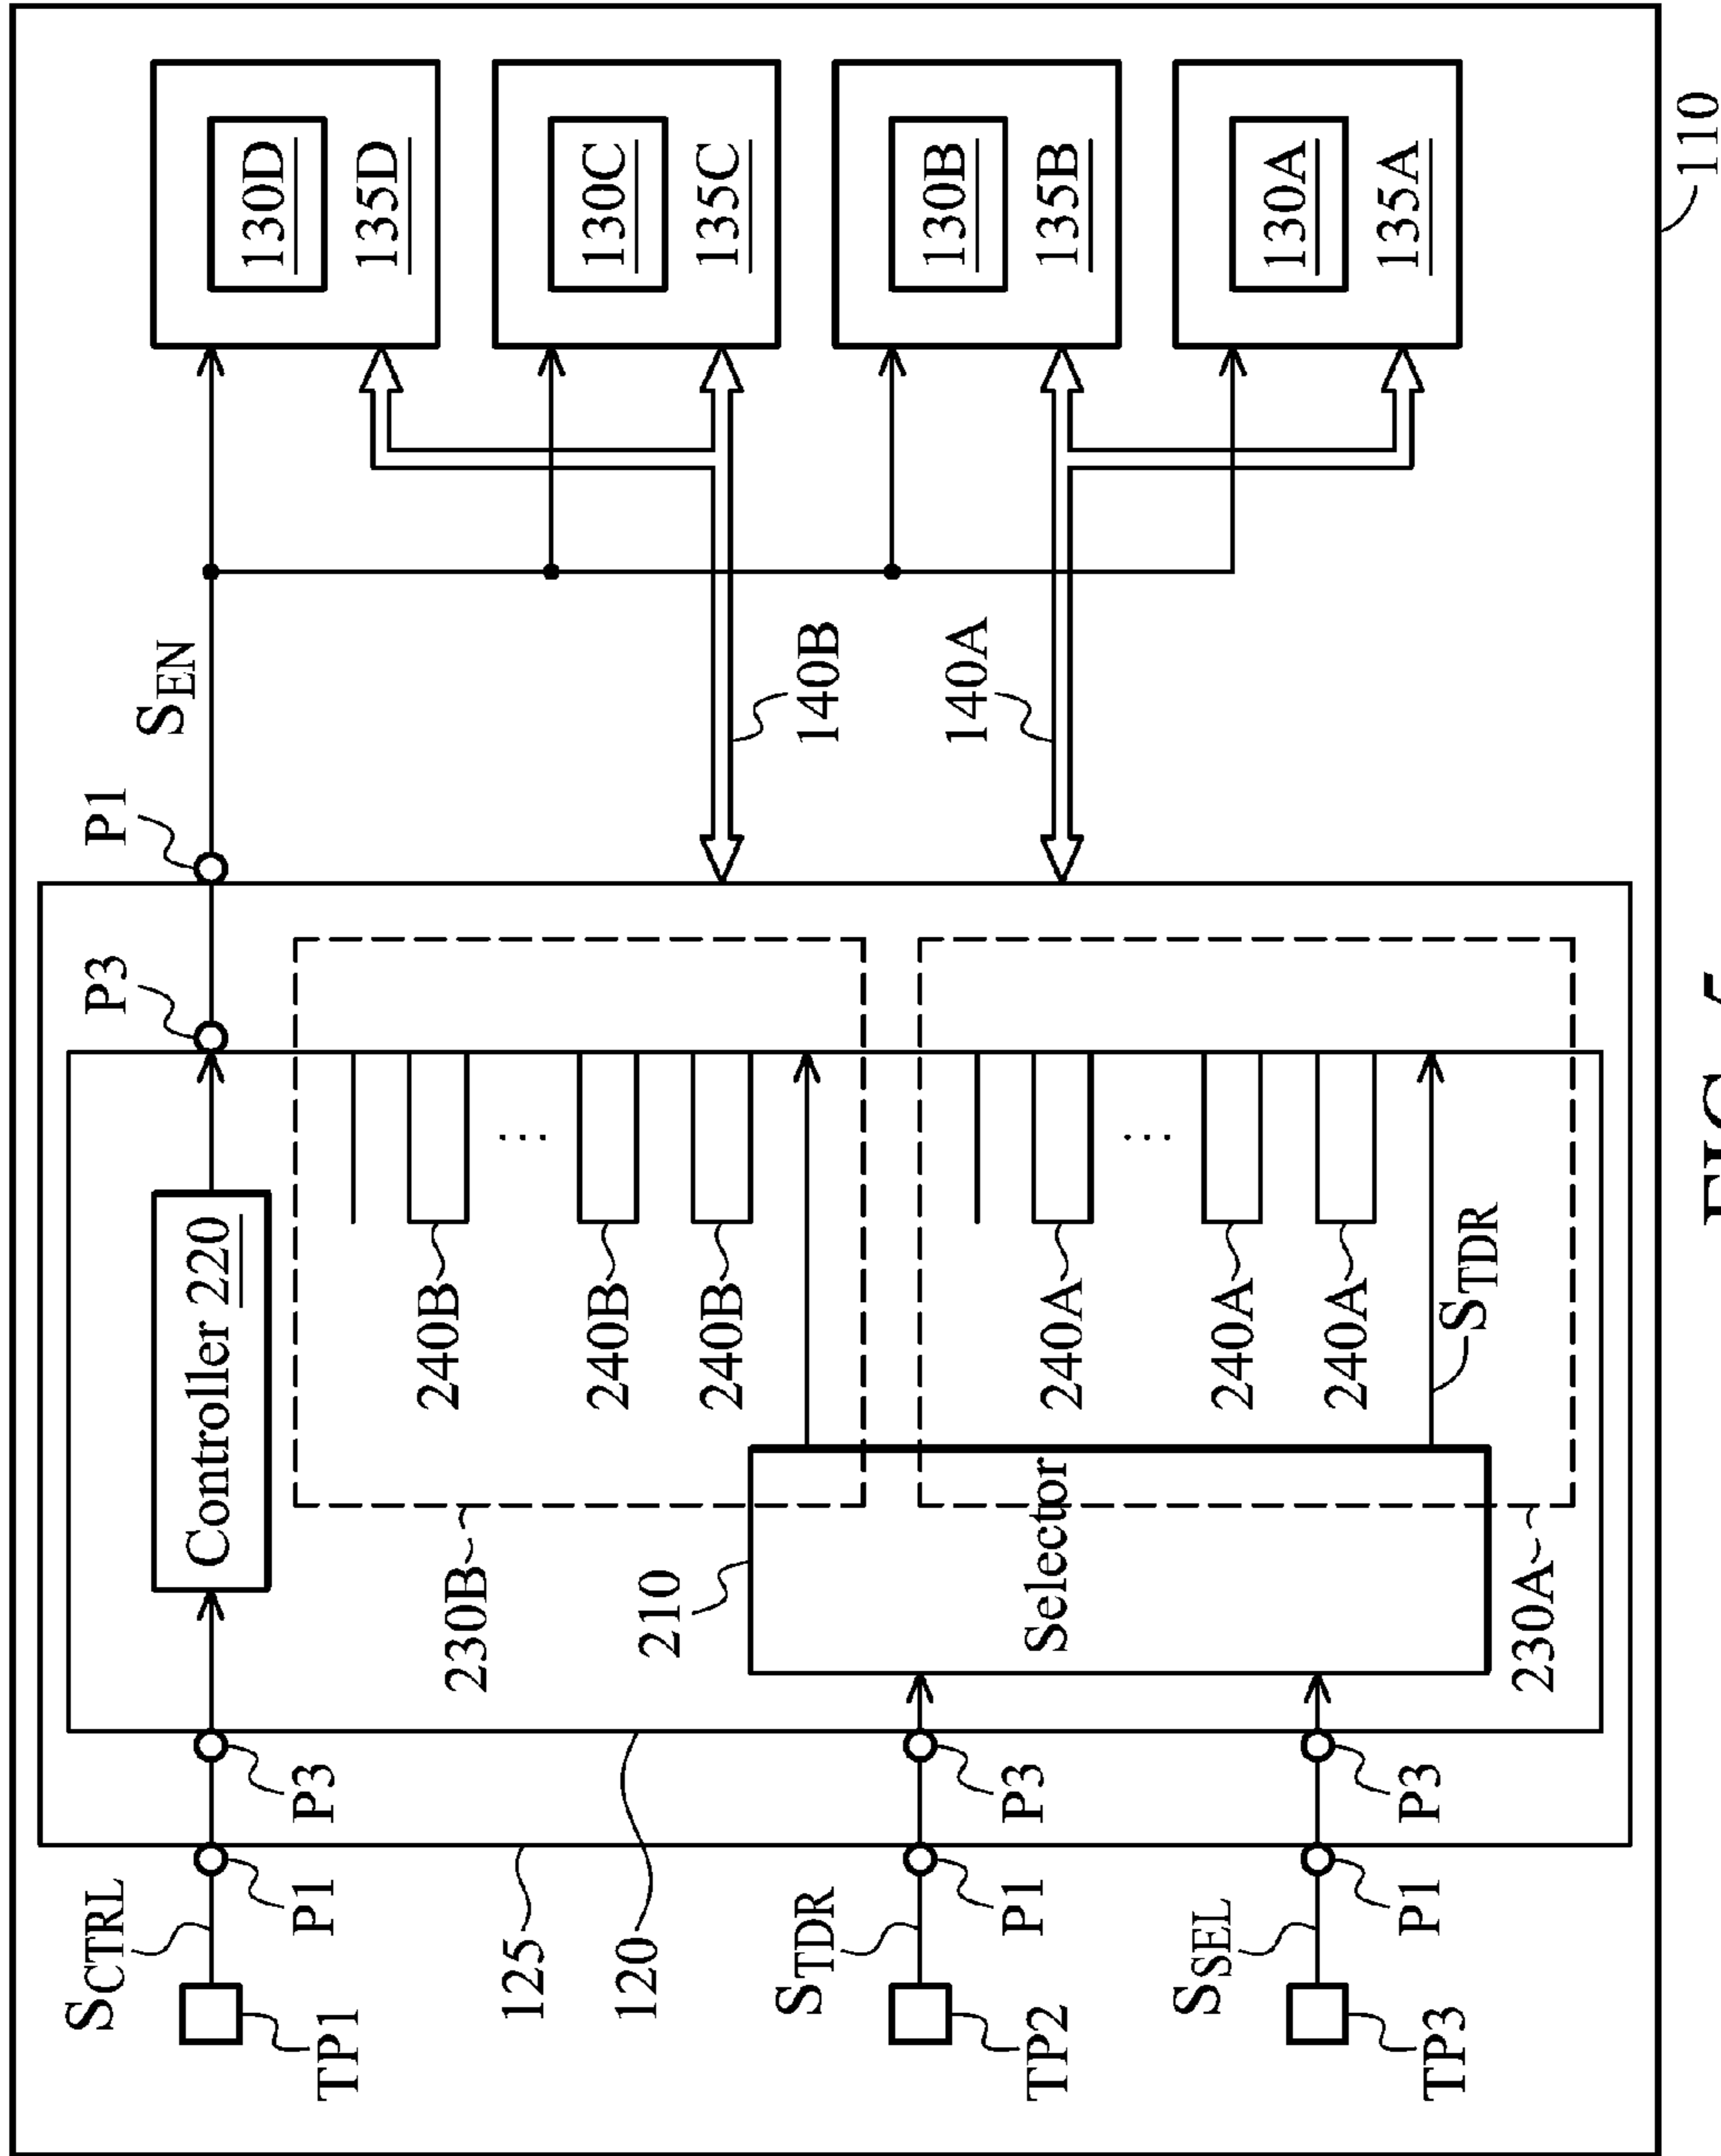 SCTRL
TP1
P1
P3
Controller 220
P3
P1
SEN
130D
135D
125
120
230B
240B
240B
240B
...
140B
130C
135C
STDR
TP2
P1
P3
210
Selector
240A
240A
240A
...
140A
130B
135B
SSEL
TP3
P1
P3
230A
STDR
130A
135A
110